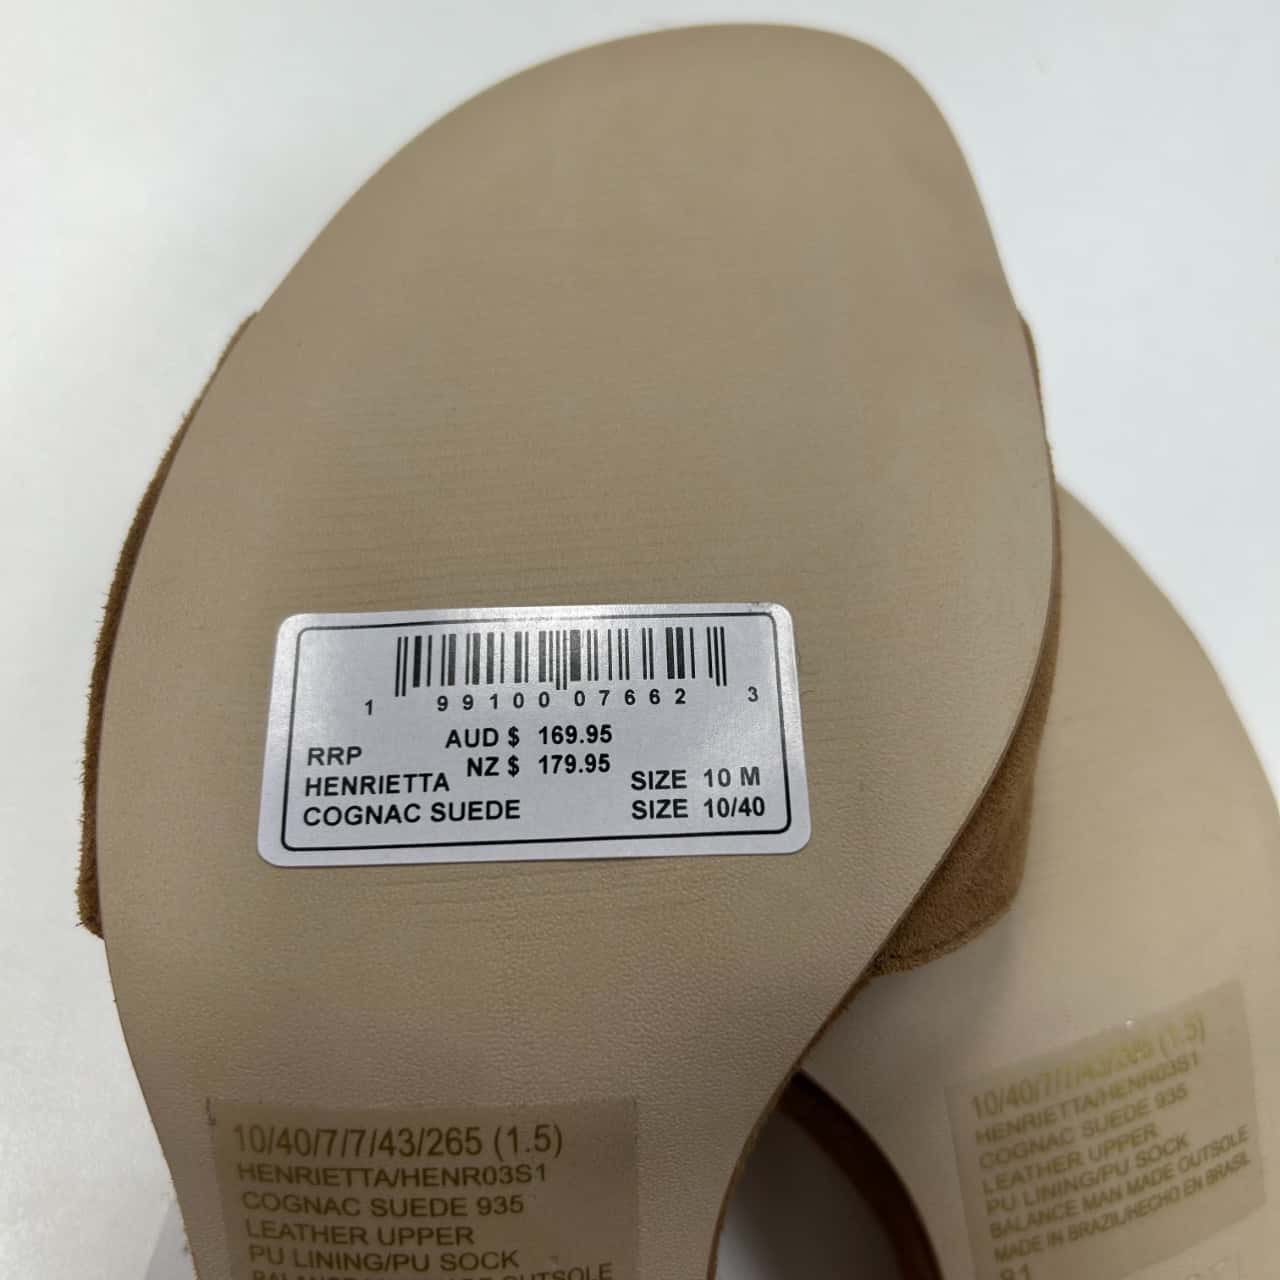 1 99100 07662 3
RRP AUD $ 169.95
NZ $ 179.95
HENRIETTA SIZE 10 M
COGNAC SUEDE SIZE 10/40
10/40/7/7/43/265 (1.5)
HENRIETTA/HENR03S1
COGNAC SUEDE 935
LEATHER UPPER
PU LINING/PU SOCK
OUTSOLE
10/40/7/7/43/265 (1.5)
HENRIETTA/HENR03S1
COGNAC SUEDE 935
LEATHER UPPER
PU LINING/PU SOCK
BALANCE MAN MADE OUTSOLE
MADE IN BRAZIL/HECHO EN BRASIL